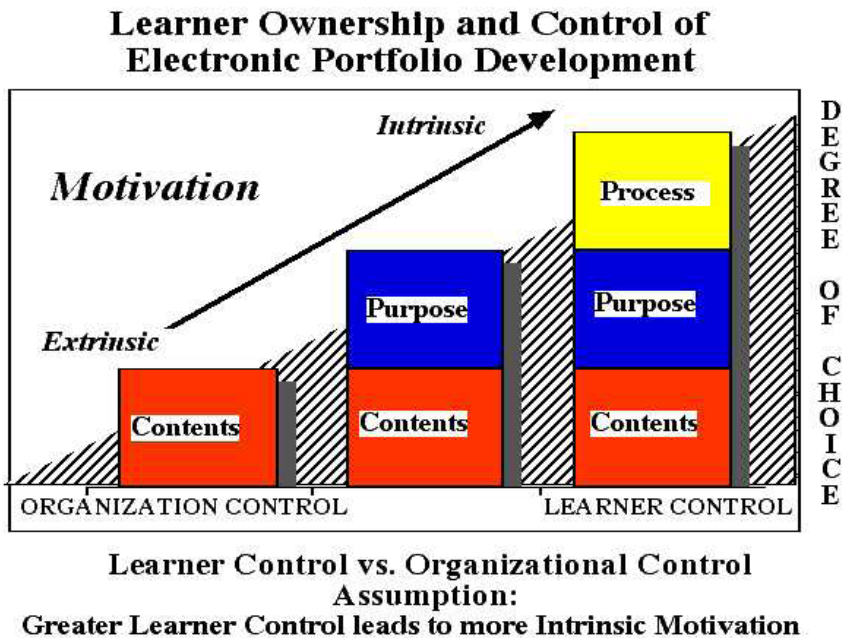 Learner Ownership and Control of
Electronic Portfolio Development
Intrinsic
Motivation
Extrinsic
Process
Purpose
Purpose
Contents
Contents
Contents
ORGANIZATION CONTROL
LEARNER CONTROL
DEGREE OF CHOICE
Learner Control vs. Organizational Control
Assumption:
Greater Learner Control leads to more Intrinsic Motivation